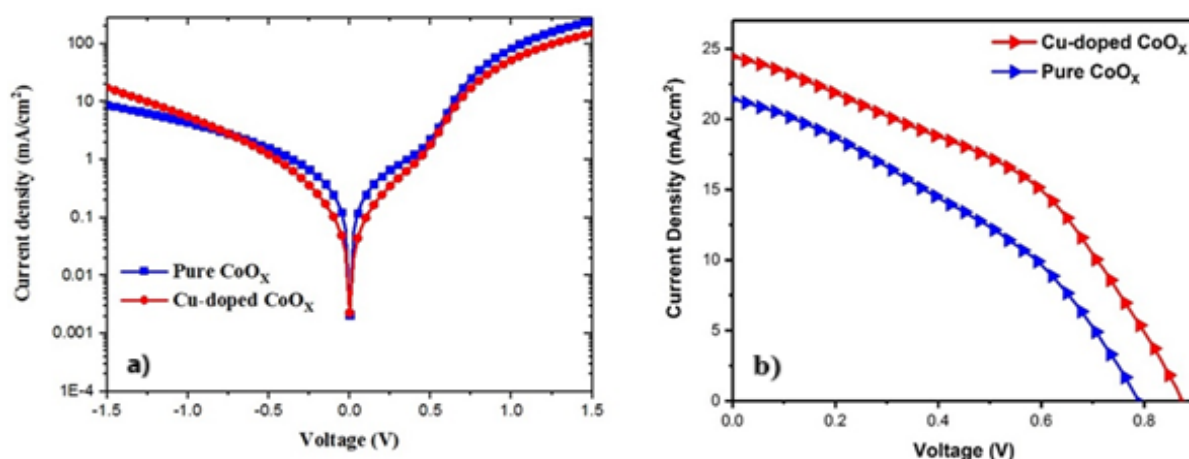 100
10
1
0.1
0.01
0.001
1E-4
Current density (mA/cm²)
Pure CoOX
Cu-doped CoOX
a)
-1.5 -1.0 -0.5 0.0 0.5 1.0 1.5
Voltage (V)
25
20
15
10
5
0
Current Density (mA/cm²)
Cu-doped CoOX
Pure CoOX
b)
0.0 0.2 0.4 0.6 0.8
Voltage (V)